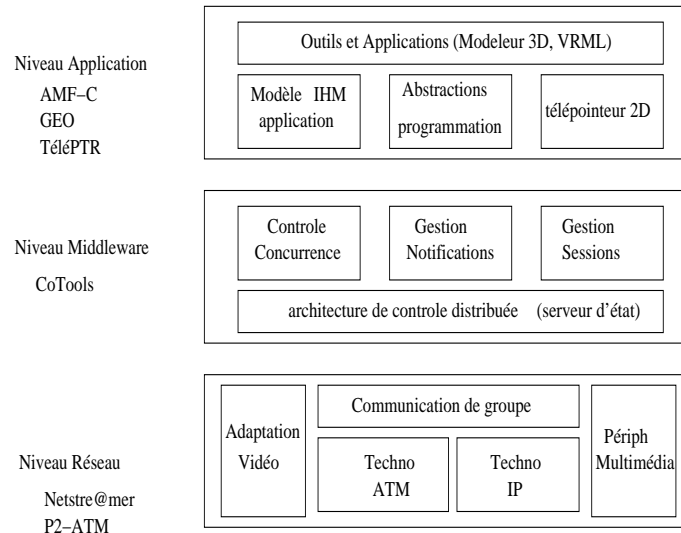 Outils et Applications (Modeleur 3D, VRML)
Niveau Application
AMF–C
GEO
TéléPTR
Modèle IHM
application
Abstractions
programmation
télépointeur 2D
Niveau Middleware
CoTools
Controle
Concurrence
Gestion
Notifications
Gestion
Sessions
architecture de controle distribuée (serveur d'état)
Niveau Réseau
Netstre@mer
P2–ATM
Adaptation
Vidéo
Communication de groupe
Techno
ATM
Techno
IP
Périph
Multimédia